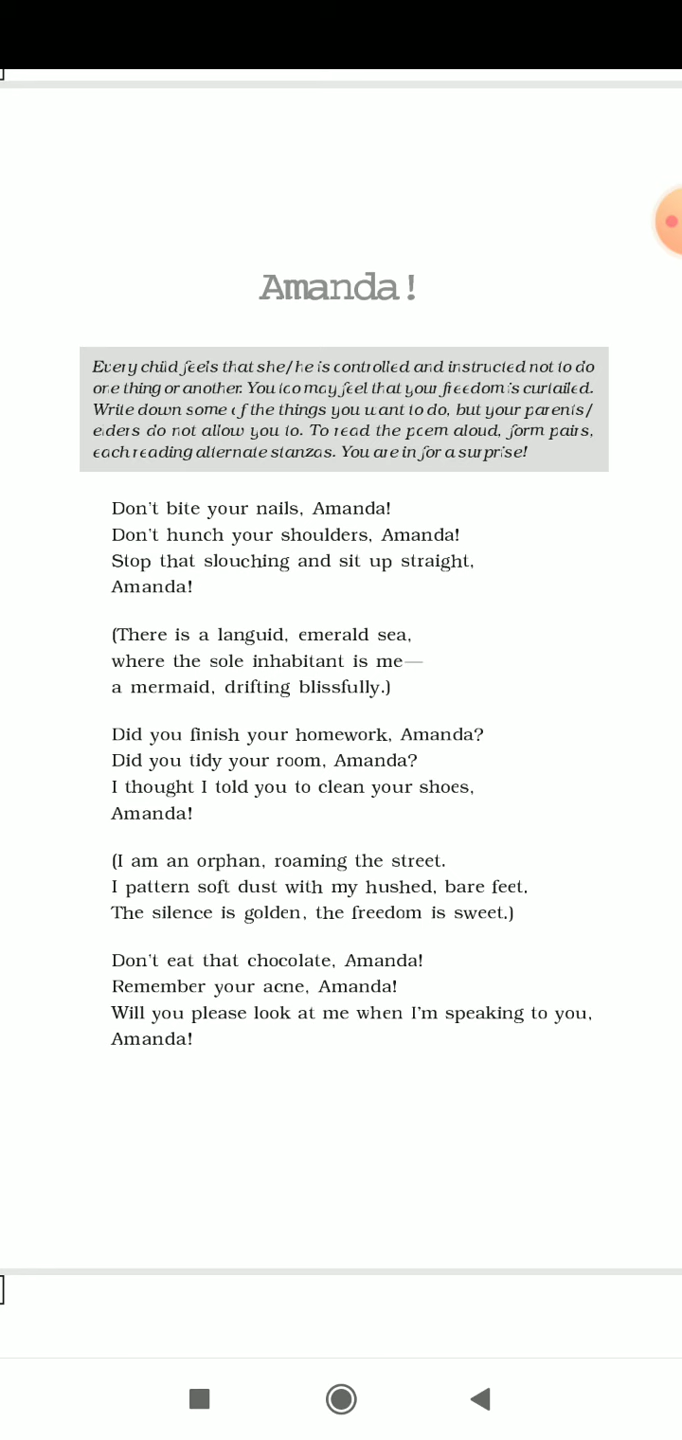 Amanda!
Every child feels that she/he is controlled and instructed not to do
one thing or another. You too may feel that your freedom is curtailed.
Write down some of the things you want to do, but your parents/
elders do not allow you to. To read the poem aloud, form pairs,
each reading alternate stanzas. You are in for a surprise!
Don't bite your nails, Amanda!
Don't hunch your shoulders, Amanda!
Stop that slouching and sit up straight,
Amanda!
(There is a languid, emerald sea,
where the sole inhabitant is me—
a mermaid, drifting blissfully.)
Did you finish your homework, Amanda?
Did you tidy your room, Amanda?
I thought I told you to clean your shoes,
Amanda!
(I am an orphan, roaming the street.
I pattern soft dust with my hushed, bare feet.
The silence is golden, the freedom is sweet.)
Don't eat that chocolate, Amanda!
Remember your acne, Amanda!
Will you please look at me when I'm speaking to you,
Amanda!